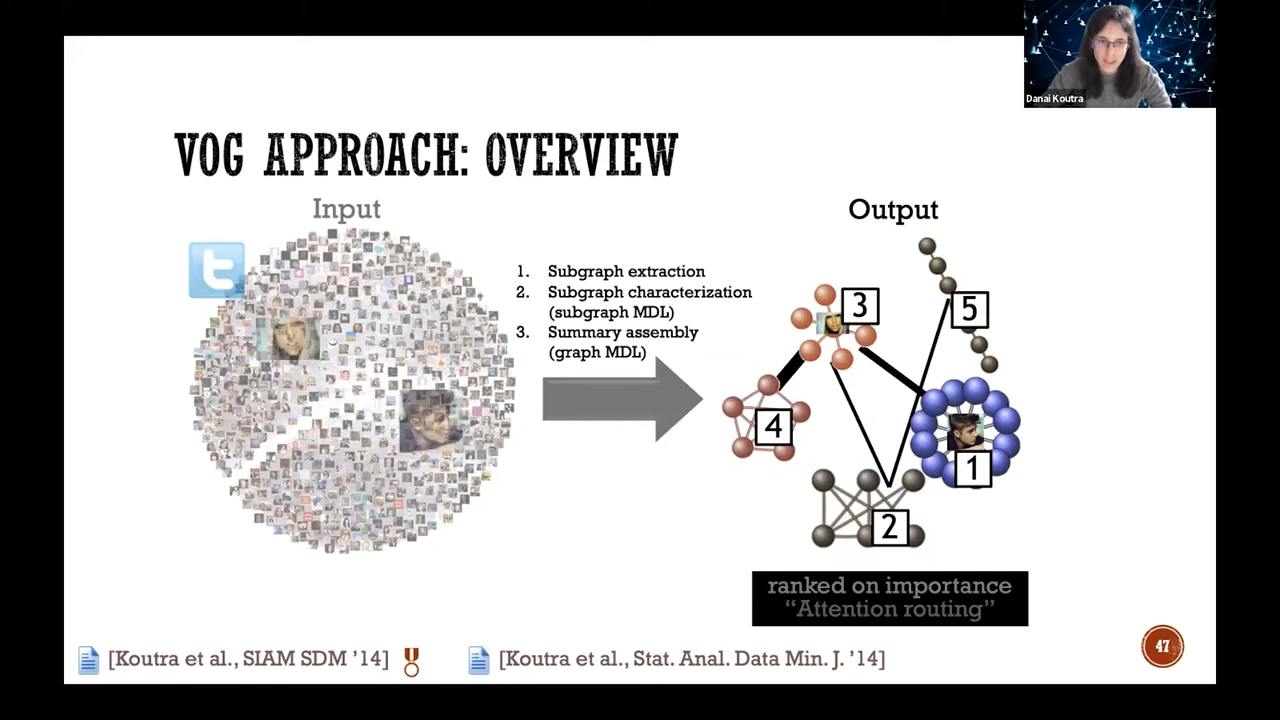 Danai Koutra
VOG APPROACH: OVERVIEW
Input
Output
1. Subgraph extraction
2. Subgraph characterization
(subgraph MDL)
3. Summary assembly
(graph MDL)
3
5
4
1
2
ranked on importance
“Attention routing”
[Koutra et al., SIAM SDM ’14]
[Koutra et al., Stat. Anal. Data Min. J. ’14]
47